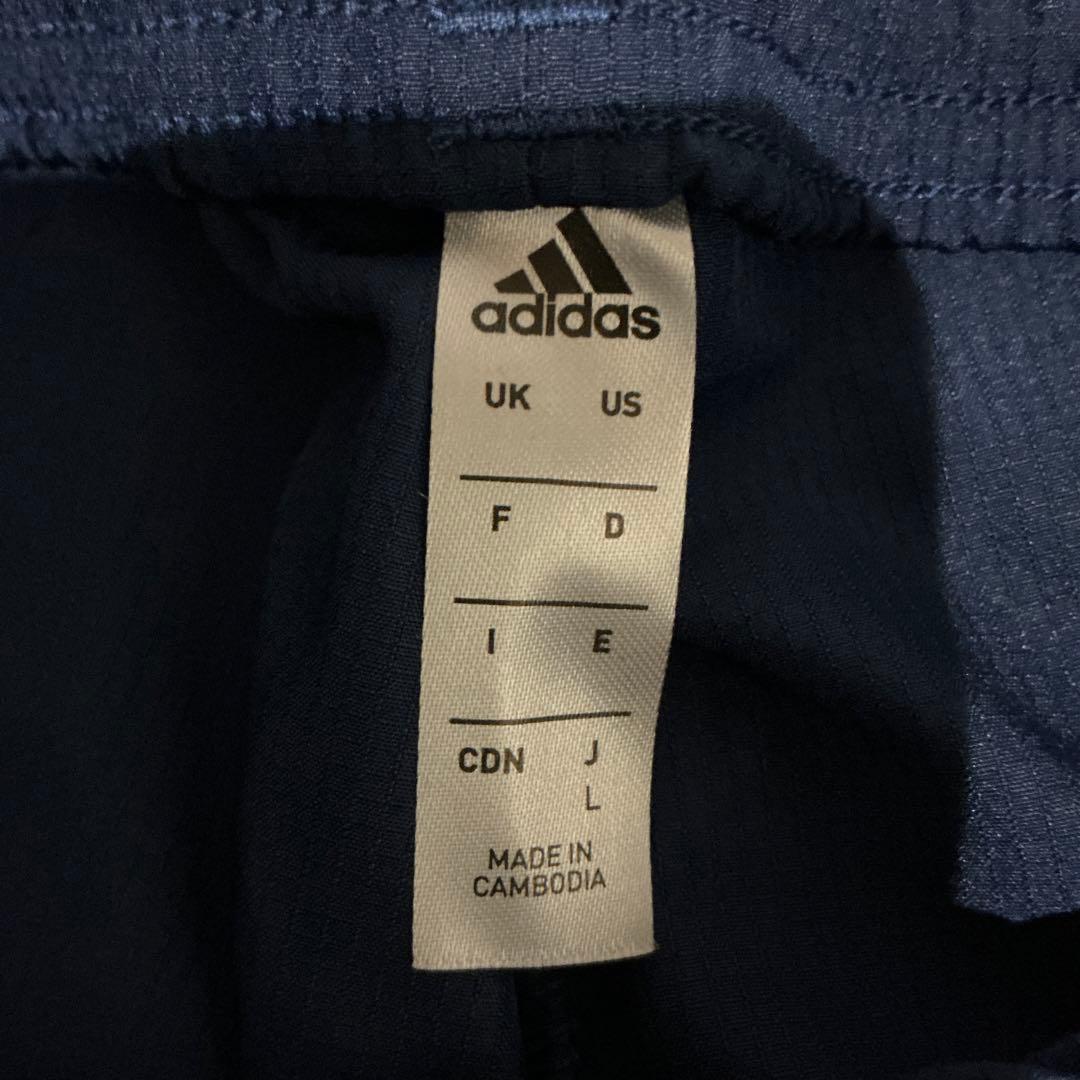 adidas
UK US
F D
I E
CDN J
L
MADE IN
CAMBODIA